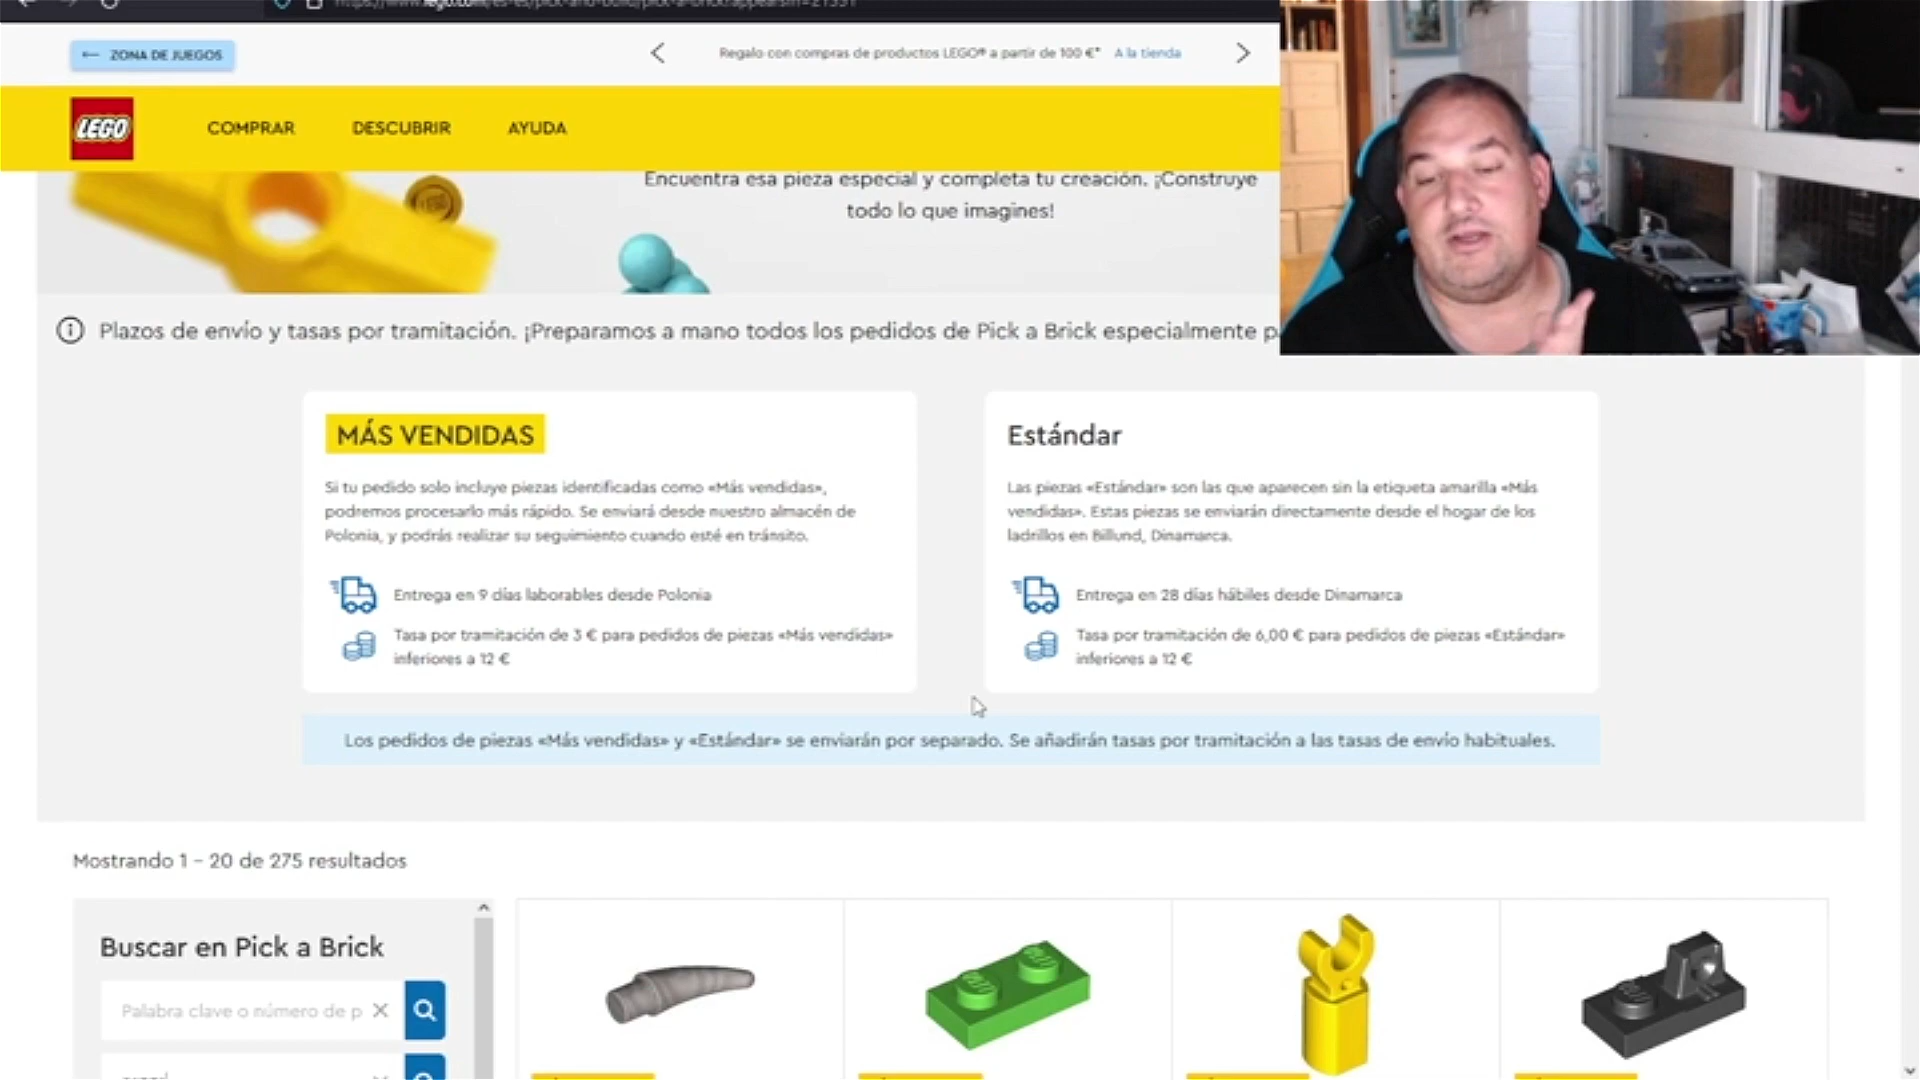 ZONA DE JUEGOS
Regalo con compras de productos LEGO® a partir de 100 €* A la tienda
LEGO
COMPRAR DESCUBRIR AYUDA
Encuentra esa pieza especial y completa tu creación. ¡Construye
todo lo que imagines!
Plazos de envío y tasas por tramitación. ¡Preparamos a mano todos los pedidos de Pick a Brick especialmente
MÁS VENDIDAS
Si tu pedido solo incluye piezas identificadas como «Más vendidas»,
podremos procesarlo más rápido. Se enviará desde nuestro almacén de
Polonia, y podrás realizar su seguimiento cuando esté en tránsito.
Entrega en 9 días laborables desde Polonia
Tasa por tramitación de 3 € para pedidos de piezas «Más vendidas»
inferiores a 12 €
Estándar
Las piezas «Estándar» son las que aparecen sin la etiqueta amarilla «Más
vendidas». Estas piezas se enviarán directamente desde el hogar de los
ladrillos en Billund, Dinamarca.
Entrega en 28 días hábiles desde Dinamarca
Tasa por tramitación de 6,00 € para pedidos de piezas «Estándar»
inferiores a 12 €
Los pedidos de piezas «Más vendidas» y «Estándar» se enviarán por separado. Se añadirán tasas por tramitación a las tasas de envío habituales.
Mostrando 1 - 20 de 275 resultados
Buscar en Pick a Brick
Palabra clave o número de p